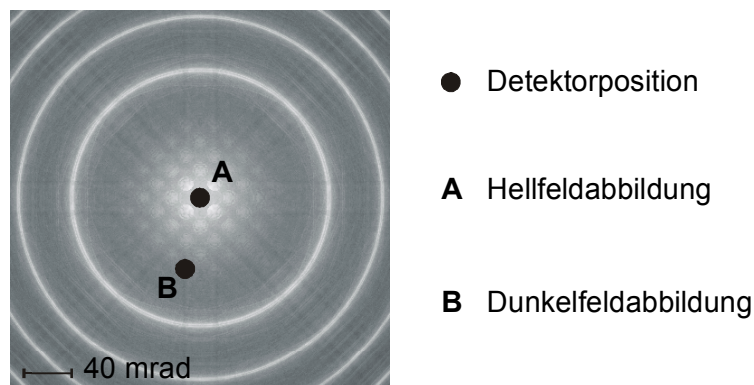 Detektorposition
A
A Hellfeldabbildung
B
B Dunkelfeldabbildung
40 mrad